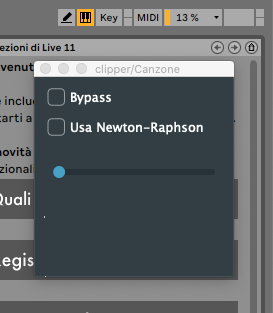 Key MIDI 13 %
ezioni di Live 11
clipper/Canzone
Bypass
Usa Newton-Raphson
venut
e inclu
tarti a
novità
zional
Quali
Regis